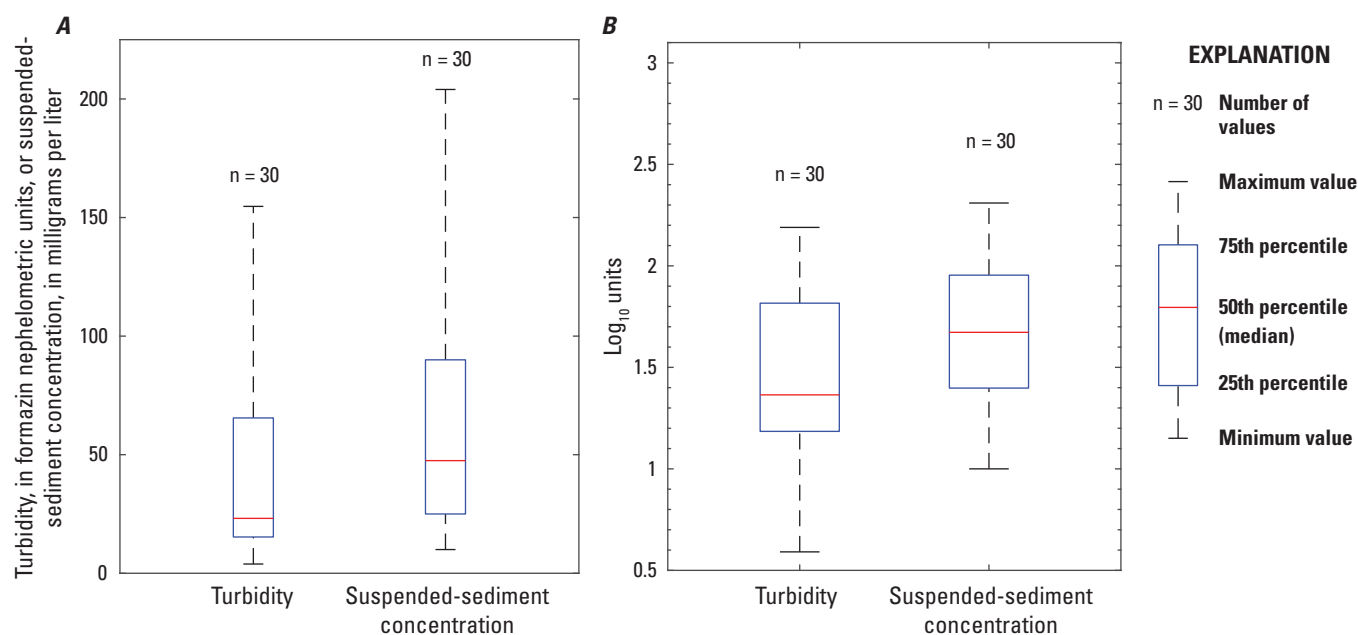 A
Turbidity, in formazin nephelometric units, or suspended-
sediment concentration, in milligrams per liter
200
150
100
50
0
n = 30
n = 30
Turbidity
Suspended-sediment
concentration
B
Log10 units
3
2.5
2
1.5
1
0.5
n = 30
n = 30
Turbidity
Suspended-sediment
concentration
EXPLANATION
n = 30 Number of
values
Maximum value
75th percentile
50th percentile
(median)
25th percentile
Minimum value